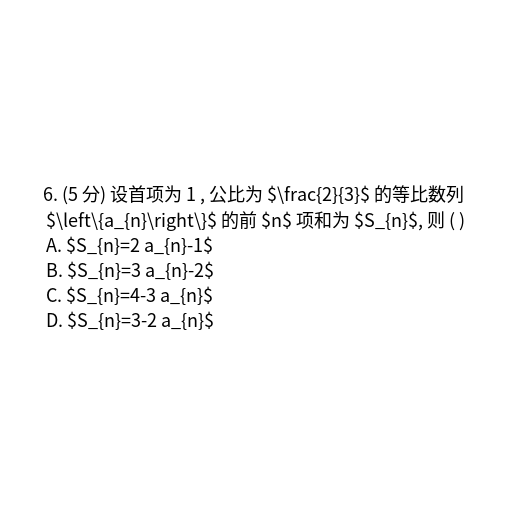 6. (5 分) 设首项为 1 , 公比为 $\frac{2}{3}$ 的等比数列
$\left\{a_{n}\right\}$ 的前 $n$ 项和为 $S_{n}$, 则 ( )
A. $S_{n}=2 a_{n}-1$
B. $S_{n}=3 a_{n}-2$
C. $S_{n}=4-3 a_{n}$
D. $S_{n}=3-2 a_{n}$